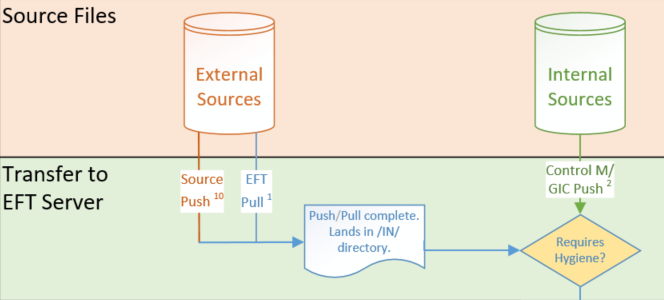 Source Files
External
Sources
Internal
Sources
Transfer to
EFT Server
Source
Push 10
EFT
Pull 1
Control M/
GIC Push 2
Push/Pull complete.
Lands in /IN/
directory.
Requires
Hygiene?